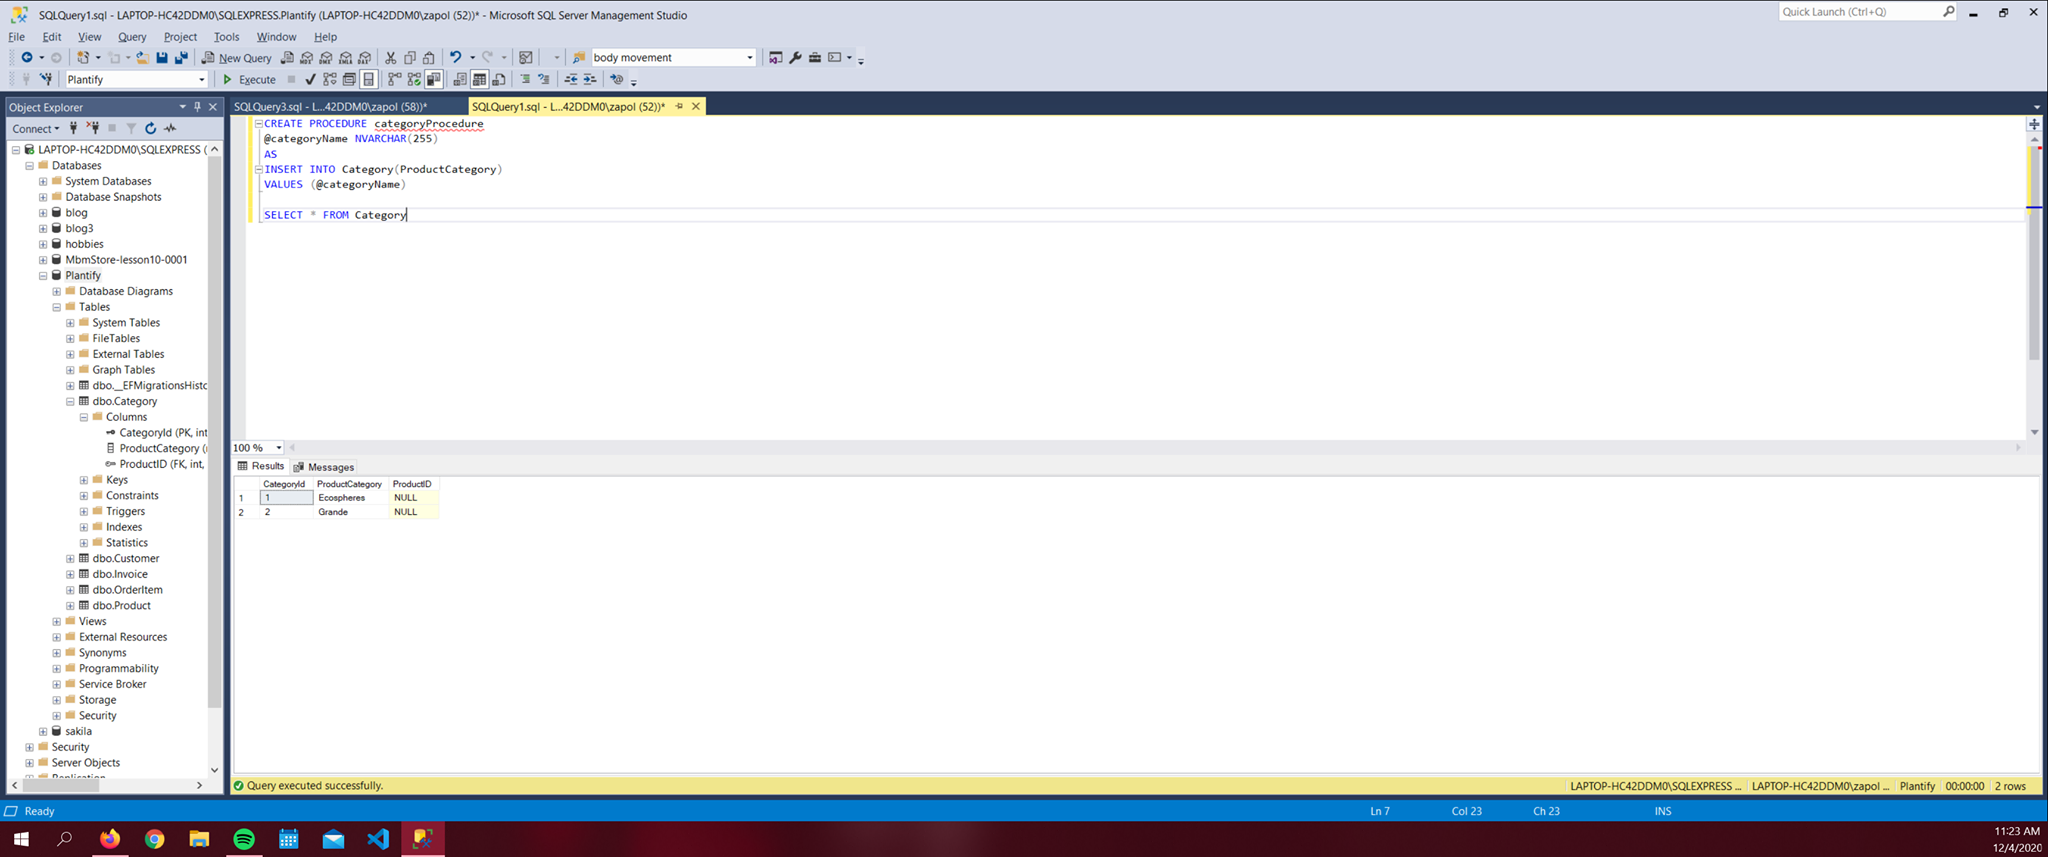 SQLQuery1.sql - LAPTOP-HC42DDM0\SQLEXPRESS.Plantify (LAPTOP-HC42DDM0\zapol (52))* - Microsoft SQL Server Management Studio
Quick Launch (Ctrl+Q)
File Edit View Query Project Tools Window Help
New Query
body movement
Plantify
Execute
Object Explorer
SQLQuery3.sql - L...42DDM0\zapol (58))*
SQLQuery1.sql - L...42DDM0\zapol (52))*
Connect
LAPTOP-HC42DDM0\SQLEXPRESS (
Databases
System Databases
Database Snapshots
blog
blog3
hobbies
MbmStore-lesson10-0001
Plantify
Database Diagrams
Tables
System Tables
FileTables
External Tables
Graph Tables
dbo.__EFMigrationsHistc
dbo.Category
Columns
CategoryId (PK, int
ProductCategory (
ProductID (FK, int,
Keys
Constraints
Triggers
Indexes
Statistics
dbo.Customer
dbo.Invoice
dbo.OrderItem
dbo.Product
Views
External Resources
Synonyms
Programmability
Service Broker
Storage
Security
sakila
Security
Server Objects
Replication
CREATE PROCEDURE categoryProcedure
@categoryName NVARCHAR(255)
AS
INSERT INTO Category(ProductCategory)
VALUES (@categoryName)
SELECT * FROM Category
100 %
Results Messages
CategoryId ProductCategory ProductID
1 1 Ecospheres NULL
2 2 Grande NULL
Query executed successfully.
LAPTOP-HC42DDM0\SQLEXPRESS ... LAPTOP-HC42DDM0\zapol ... Plantify 00:00:00 2 rows
Ready
Ln 7 Col 23 Ch 23 INS
11:23 AM
12/4/2020